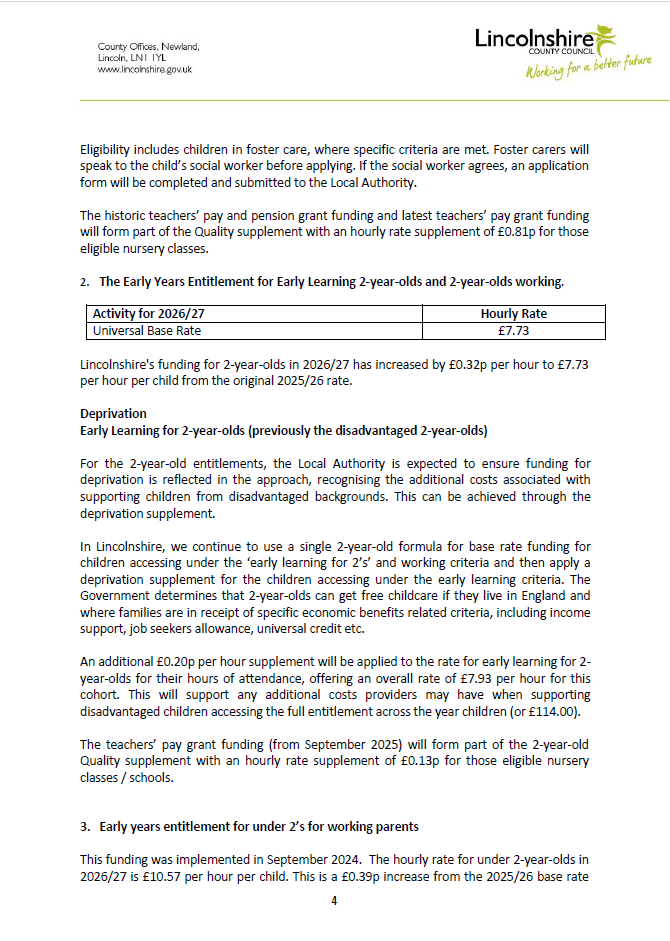 County Offices, Newland,
Lincoln, LN1 1YL
www.lincolnshire.gov.uk
Lincolnshire
COUNTY COUNCIL
Working for a better future
Eligibility includes children in foster care, where specific criteria are met. Foster carers will
speak to the child's social worker before applying. If the social worker agrees, an application
form will be completed and submitted to the Local Authority.
The historic teachers' pay and pension grant funding and latest teachers' pay grant funding
will form part of the Quality supplement with an hourly rate supplement of £0.81p for those
eligible nursery classes.
2. The Early Years Entitlement for Early Learning 2-year-olds and 2-year-olds working.
Activity for 2026/27 Hourly Rate
Universal Base Rate £7.73
Lincolnshire's funding for 2-year-olds in 2026/27 has increased by £0.32p per hour to £7.73
per hour per child from the original 2025/26 rate.
Deprivation
Early Learning for 2-year-olds (previously the disadvantaged 2-year-olds)
For the 2-year-old entitlements, the Local Authority is expected to ensure funding for
deprivation is reflected in the approach, recognising the additional costs associated with
supporting children from disadvantaged backgrounds. This can be achieved through the
deprivation supplement.
In Lincolnshire, we continue to use a single 2-year-old formula for base rate funding for
children accessing under the 'early learning for 2's' and working criteria and then apply a
deprivation supplement for the children accessing under the early learning criteria. The
Government determines that 2-year-olds can get free childcare if they live in England and
where families are in receipt of specific economic benefits related criteria, including income
support, job seekers allowance, universal credit etc.
An additional £0.20p per hour supplement will be applied to the rate for early learning for 2-
year-olds for their hours of attendance, offering an overall rate of £7.93 per hour for this
cohort. This will support any additional costs providers may have when supporting
disadvantaged children accessing the full entitlement across the year children (or £114.00).
The teachers' pay grant funding (from September 2025) will form part of the 2-year-old
Quality supplement with an hourly rate supplement of £0.13p for those eligible nursery
classes / schools.
3. Early years entitlement for under 2's for working parents
This funding was implemented in September 2024. The hourly rate for under 2-year-olds in
2026/27 is £10.57 per hour per child. This is a £0.39p increase from the 2025/26 base rate
4